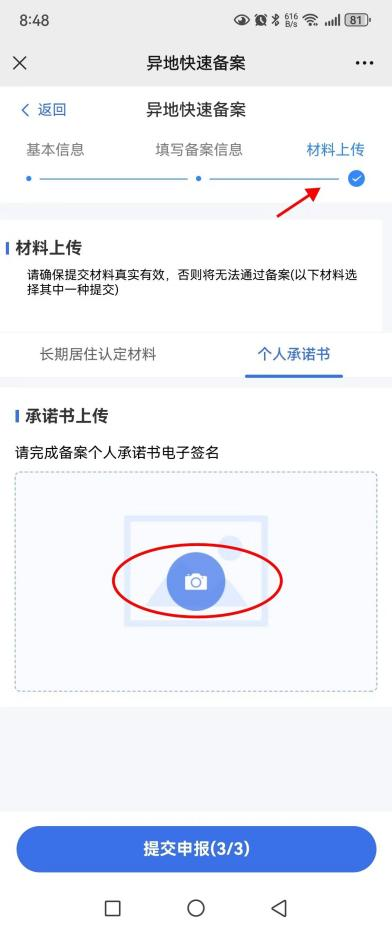 8:48
616
B/s
81
异地快速备案
返回
异地快速备案
基本信息
填写备案信息
材料上传
材料上传
请确保提交材料真实有效，否则将无法通过备案(以下材料选
择其中一种提交)
长期居住认定材料
个人承诺书
承诺书上传
请完成备案个人承诺书电子签名
提交申报(3/3)